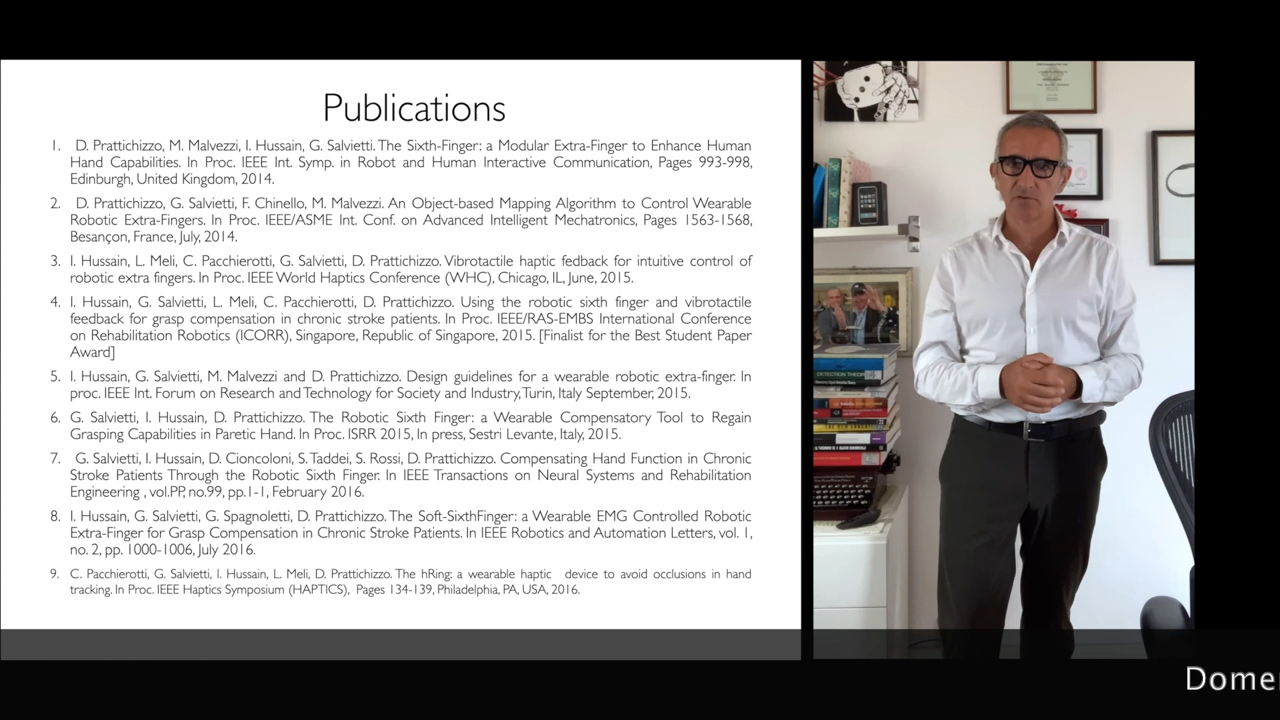 Publications
1. D. Prattichizzo, M. Malvezzi, I. Hussain, G. Salvietti. The Sixth-Finger: a Modular Extra-Finger to Enhance Human
Hand Capabilities. In Proc. IEEE Int. Symp. in Robot and Human Interactive Communication, Pages 993-998,
Edinburgh, United Kingdom, 2014.
2. D. Prattichizzo, G. Salvietti, F. Chinello, M. Malvezzi. An Object-based Mapping Algorithm to Control Wearable
Robotic Extra-Fingers. In Proc. IEEE/ASME Int. Conf. on Advanced Intelligent Mechatronics, Pages 1563-1568,
Besançon, France, July, 2014.
3. I. Hussain, L. Meli, C. Pacchierotti, G. Salvietti, D. Prattichizzo. Vibrotactile haptic fedback for intuitive control of
robotic extra fingers. In Proc. IEEE World Haptics Conference (WHC), Chicago, IL, June, 2015.
4. I. Hussain, G. Salvietti, L. Meli, C. Pacchierotti, D. Prattichizzo. Using the robotic sixth finger and vibrotactile
feedback for grasp compensation in chronic stroke patients. In Proc. IEEE/RAS-EMBS International Conference
on Rehabilitation Robotics (ICORR), Singapore, Republic of Singapore, 2015. [Finalist for the Best Student Paper
Award]
5. I. Hussain, G. Salvietti, M. Malvezzi and D. Prattichizzo. Design guidelines for a wearable robotic extra-finger. In
proc. IEEE Int. Forum on Research and Technology for Society and Industry, Turin, Italy September, 2015.
6. G. Salvietti, I. Hussain, D. Prattichizzo. The Robotic Sixth Finger: a Wearable Compensatory Tool to Regain
Grasping Capabilities in Paretic Hand. In Proc. ISRR 2015, In press, Sestri Levante, Italy, 2015.
7. G. Salvietti, I. Hussain, D. Cioncoloni, S. Taddei, S. Rossi, D. Prattichizzo. Compensating Hand Function in Chronic
Stroke Patients Through the Robotic Sixth Finger. In IEEE Transactions on Neural Systems and Rehabilitation
Engineering , vol.PP, no.99, pp.1-1, February 2016.
8. I. Hussain, G. Salvietti, G. Spagnoletti, D. Prattichizzo. The Soft-SixthFinger: a Wearable EMG Controlled Robotic
Extra-Finger for Grasp Compensation in Chronic Stroke Patients. In IEEE Robotics and Automation Letters, vol. 1,
no. 2, pp. 1000-1006, July 2016.
9. C. Pacchierotti, G. Salvietti, I. Hussain, L. Meli, D. Prattichizzo. The hRing: a wearable haptic device to avoid occlusions in hand
tracking. In Proc. IEEE Haptics Symposium (HAPTICS), Pages 134-139, Philadelphia, PA, USA, 2016.
DETECTION THEORY
Dome